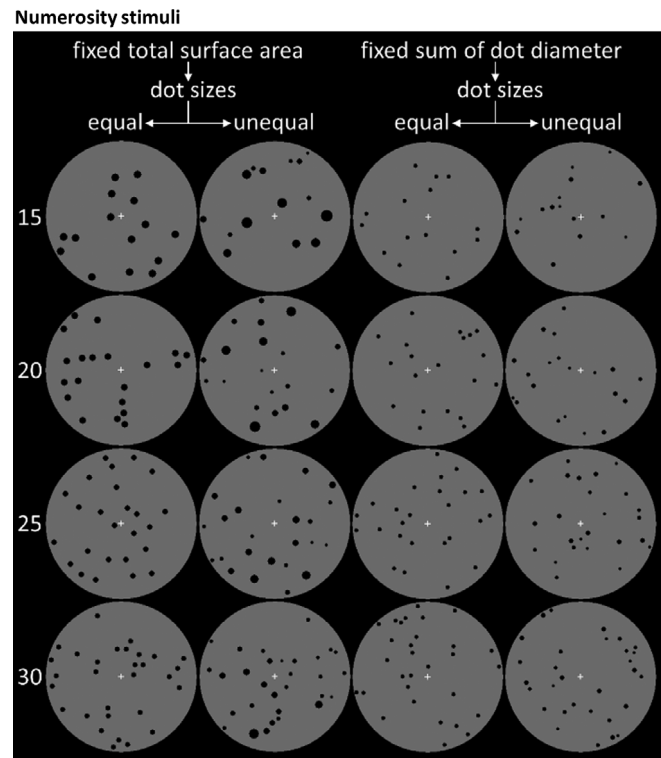 Numerosity stimuli
fixed total surface area
fixed sum of dot diameter
dot sizes
dot sizes
equal
unequal
equal
unequal
15
20
25
30